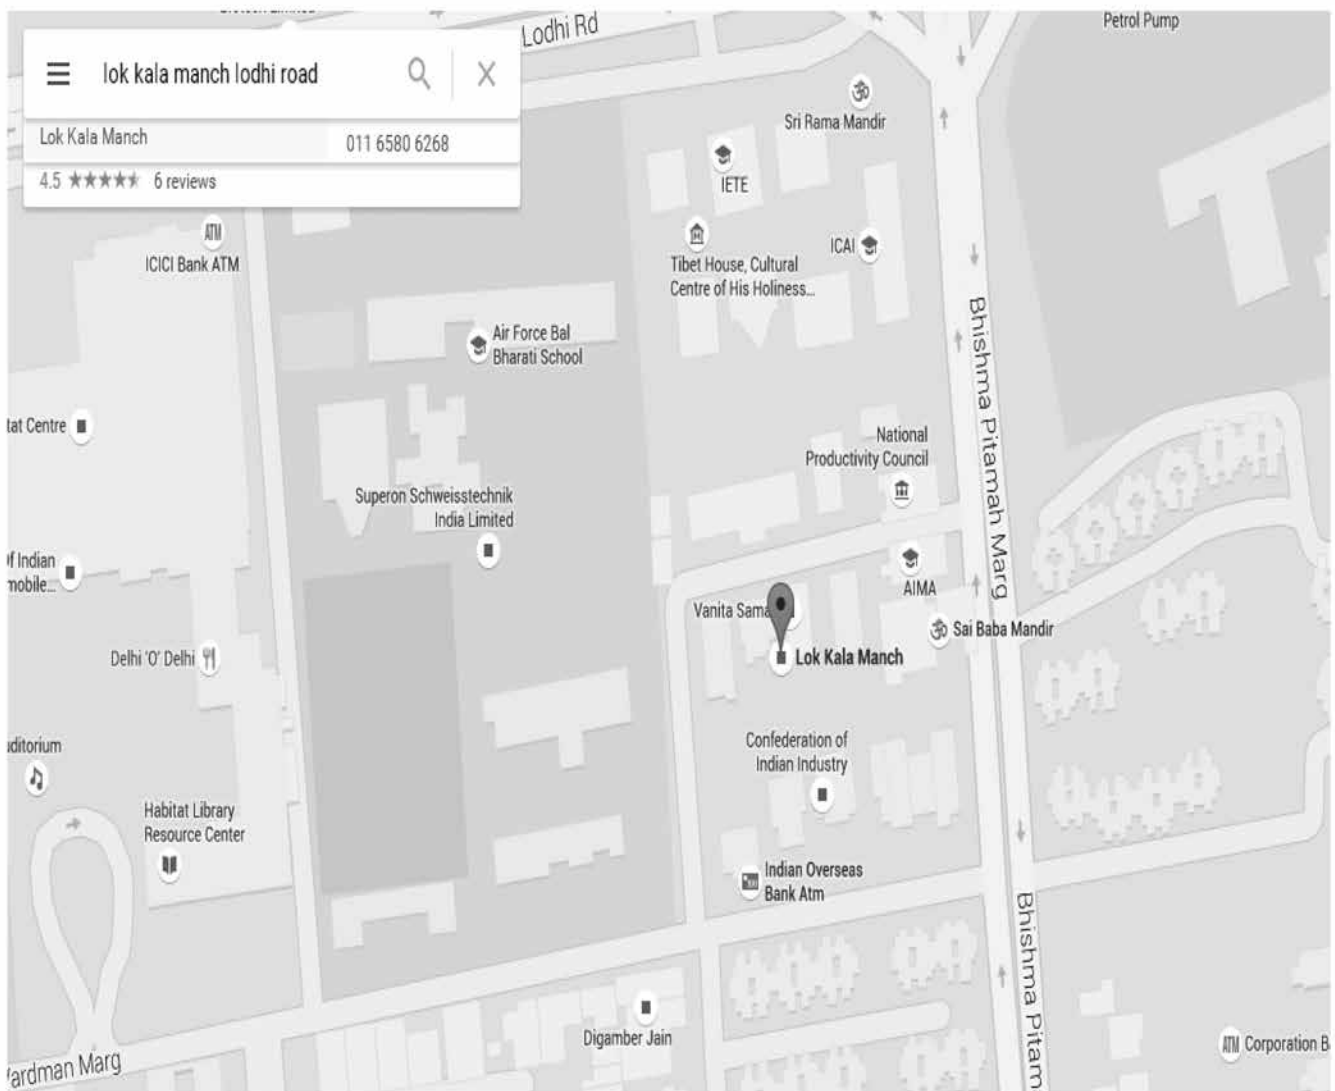 Lodhi Rd
Petrol Pump
lok kala manch lodhi road
Lok Kala Manch
011 6580 6268
4.5
6 reviews
Sri Rama Mandir
IETE
ATM
ICICI Bank ATM
Tibet House, Cultural
Centre of His Holiness...
ICAI
Air Force Bal
Bharati School
Bhishma Pitamah Marg
tat Centre
National
Productivity Council
Superon Schweisstechnik
India Limited
Of Indian
mobile...
AIMA
Vanita Sama
Sai Baba Mandir
Lok Kala Manch
Delhi 'O' Delhi
uditorium
Confederation of
Indian Industry
Habitat Library
Resource Center
Indian Overseas
Bank Atm
Bhishma Pitam
Digamber Jain
ATM
Corporation B
Vardman Marg